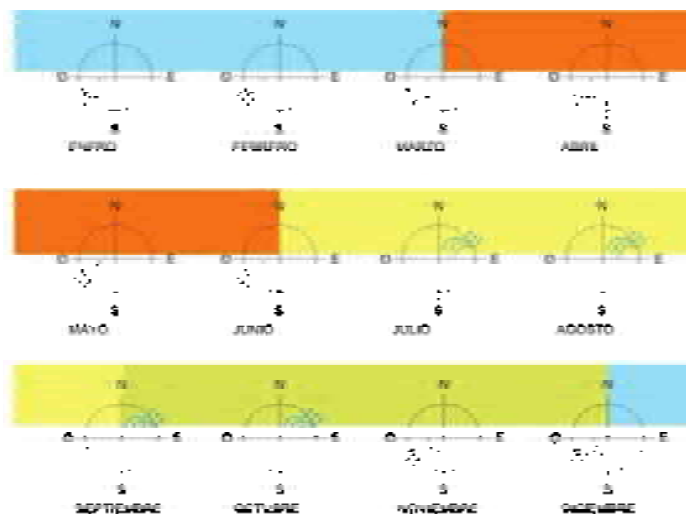 N N N N
O E O E O E O E
S S S S
ENERO FEBRERO MARZO ABRIL
N N N N
O E O E O E O E
S S S S
MAYO JUNIO JULIO AGOSTO
N N N N
O E O E O E O E
S S S S
SEPTIEMBRE OCTUBRE NOVIEMBRE DICIEMBRE